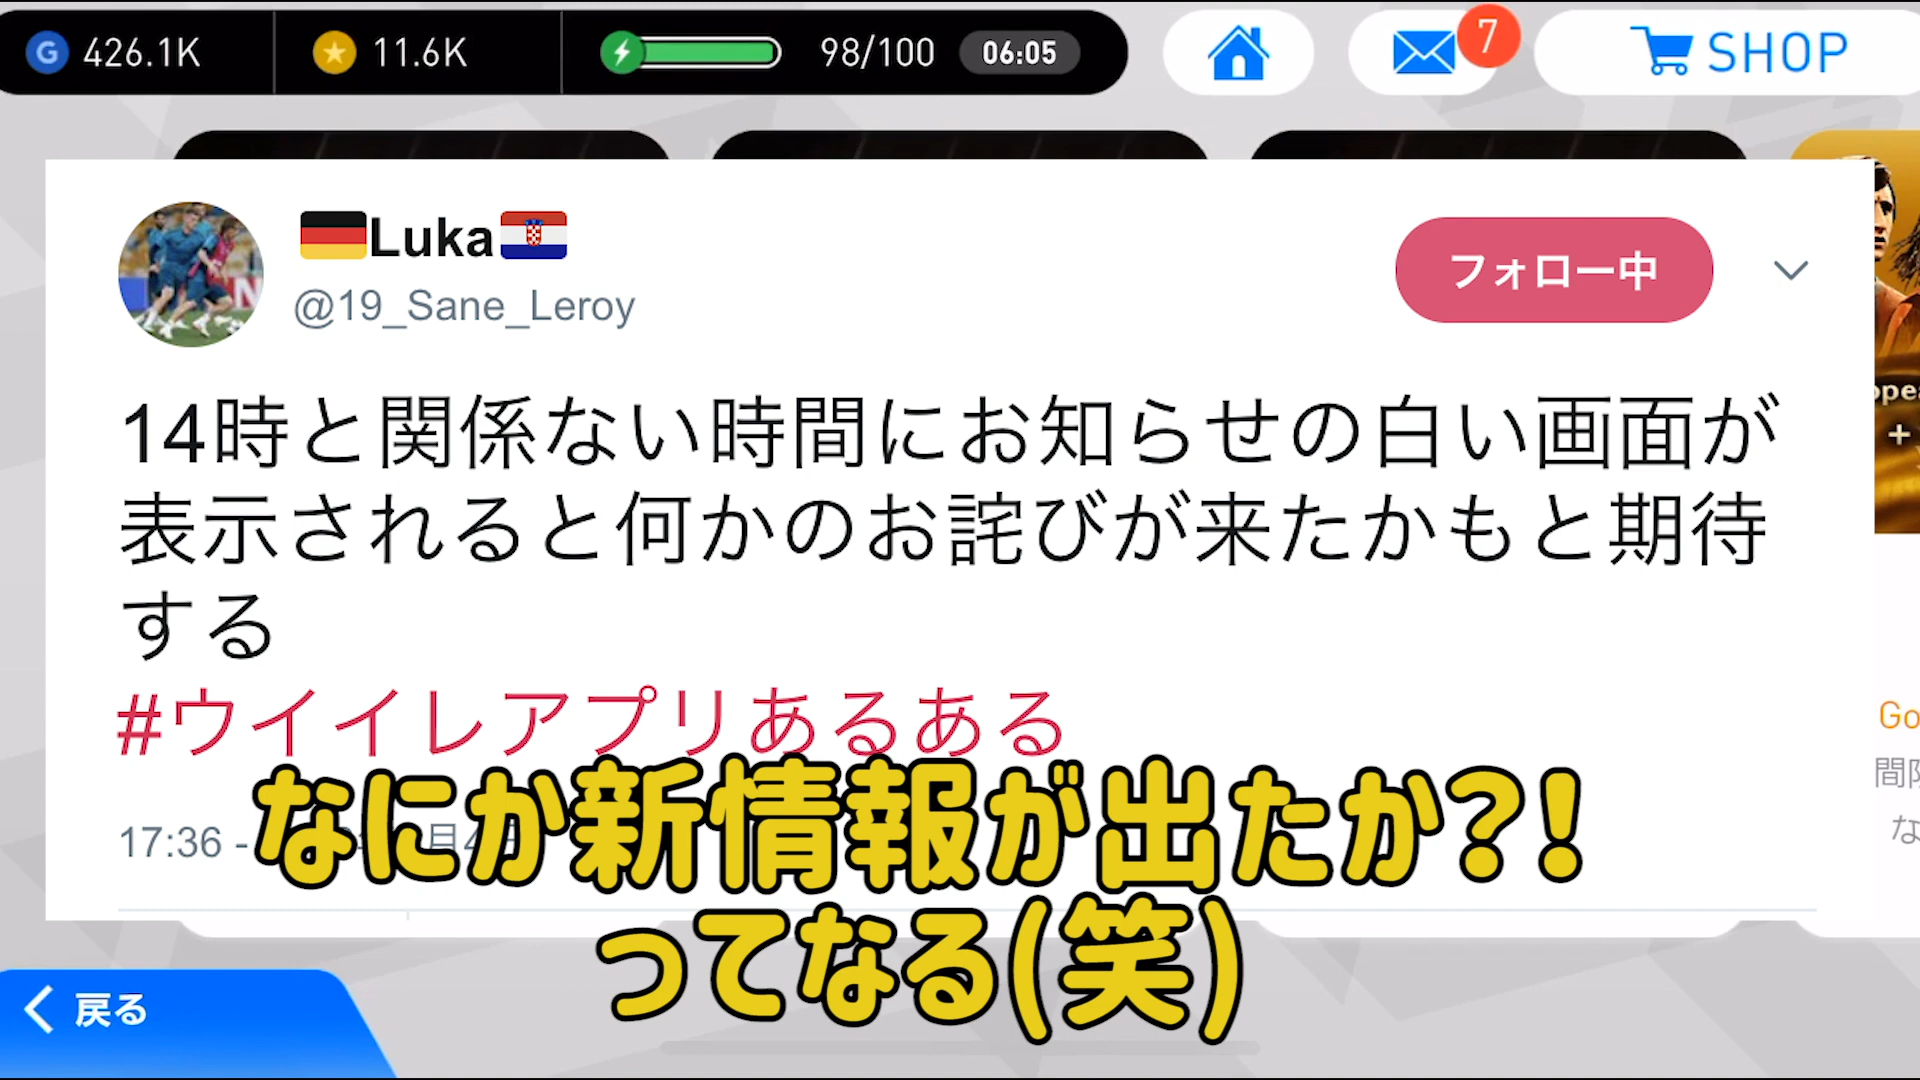 426.1K
11.6K
98/100
06:05
7
SHOP
Luka
@19_Sane_Leroy
フォロー中
14時と関係ない時間にお知らせの白い画面が
表示されると何かのお詫びが来たかもと期待
する
#ウイイレアプリあるある
17:36 -
なにか新情報が出たか?!
ってなる(笑)
戻る